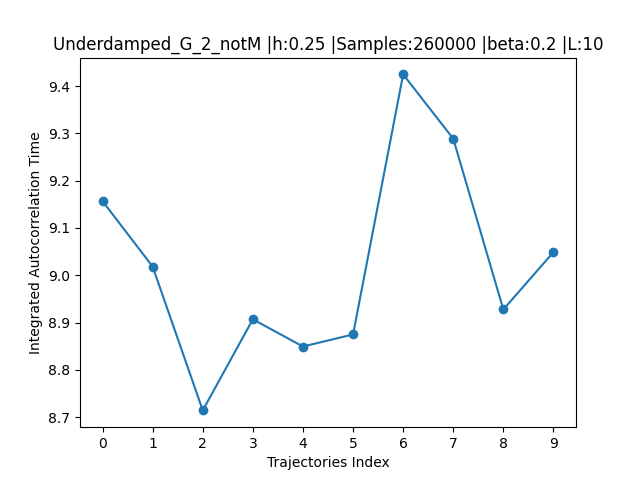 Underdamped_G_2_notM |h:0.25 |Samples:260000 |beta:0.2 |L:10
Integrated Autocorrelation Time
9.4
9.3
9.2
9.1
9.0
8.9
8.8
8.7
0 1 2 3 4 5 6 7 8 9
Trajectories Index